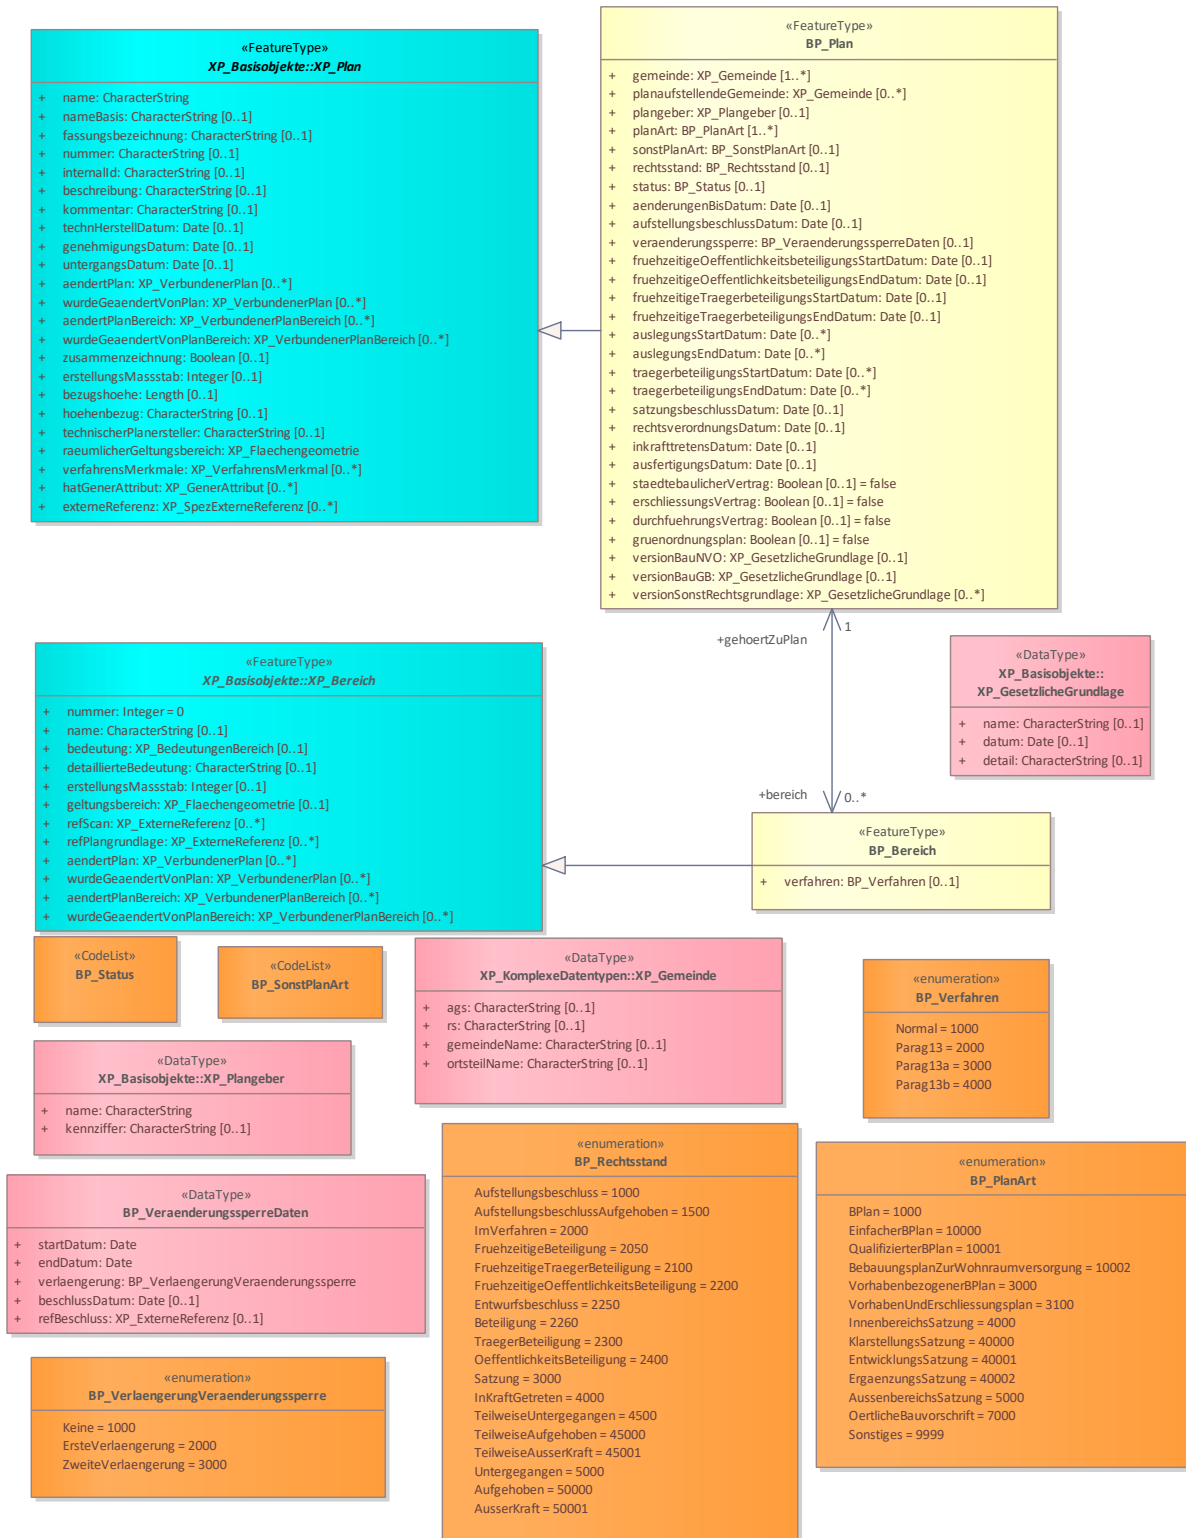 «FeatureType»
XP_Basisobjekte::XP_Plan
+ name: CharacterString
+ nameBasis: CharacterString [0..1]
+ fassungsbezeichnung: CharacterString [0..1]
+ nummer: CharacterString [0..1]
+ internalId: CharacterString [0..1]
+ beschreibung: CharacterString [0..1]
+ kommentar: CharacterString [0..1]
+ technHerstellDatum: Date [0..1]
+ genehmigungsDatum: Date [0..1]
+ untergangsDatum: Date [0..1]
+ aendertPlan: XP_VerbundenerPlan [0..*]
+ wurdeGeaendertVonPlan: XP_VerbundenerPlan [0..*]
+ aendertPlanBereich: XP_VerbundenerPlanBereich [0..*]
+ wurdeGeaendertVonPlanBereich: XP_VerbundenerPlanBereich [0..*]
+ zusammenzeichnung: Boolean [0..1]
+ erstellungsMassstab: Integer [0..1]
+ bezugshoehe: Length [0..1]
+ hoehenbezug: CharacterString [0..1]
+ technischerPlanersteller: CharacterString [0..1]
+ raeumlicherGeltungsbereich: XP_Flaechengeometrie
+ verfahrensMerkmale: XP_VerfahrensMerkmal [0..*]
+ hatGenerAttribut: XP_GenerAttribut [0..*]
+ externeReferenz: XP_SpezExterneReferenz [0..*]
«FeatureType»
BP_Plan
+ gemeinde: XP_Gemeinde [1..*]
+ planaufstellendeGemeinde: XP_Gemeinde [0..*]
+ plangeber: XP_Plangeber [0..1]
+ planArt: BP_PlanArt [1..*]
+ sonstPlanArt: BP_SonstPlanArt [0..1]
+ rechtsstand: BP_Rechtsstand [0..1]
+ status: BP_Status [0..1]
+ aenderungenBisDatum: Date [0..1]
+ aufstellungsbeschlussDatum: Date [0..1]
+ veraenderungssperre: BP_VeraenderungssperreDaten [0..1]
+ fruehzeitigeOeffentlichkeitsbeteiligungsStartDatum: Date [0..1]
+ fruehzeitigeOeffentlichkeitsbeteiligungsEndDatum: Date [0..1]
+ fruehzeitigeTraegerbeteiligungsStartDatum: Date [0..1]
+ fruehzeitigeTraegerbeteiligungsEndDatum: Date [0..1]
+ auslegungsStartDatum: Date [0..*]
+ auslegungsEndDatum: Date [0..*]
+ traegerbeteiligungsStartDatum: Date [0..*]
+ traegerbeteiligungsEndDatum: Date [0..*]
+ satzungsbeschlussDatum: Date [0..1]
+ rechtsverordnungsDatum: Date [0..1]
+ inkrafttretensDatum: Date [0..1]
+ ausfertigungsDatum: Date [0..1]
+ staedtebaulicherVertrag: Boolean [0..1] = false
+ erschliessungsVertrag: Boolean [0..1] = false
+ durchfuehrungsVertrag: Boolean [0..1] = false
+ gruenordnungsplan: Boolean [0..1] = false
+ versionBauNVO: XP_GesetzlicheGrundlage [0..1]
+ versionBauGB: XP_GesetzlicheGrundlage [0..1]
+ versionSonstRechtsgrundlage: XP_GesetzlicheGrundlage [0..*]
+gehoertZuPlan 1
«DataType»
XP_Basisobjekte::
XP_GesetzlicheGrundlage
+ name: CharacterString [0..1]
+ datum: Date [0..1]
+ detail: CharacterString [0..1]
«FeatureType»
XP_Basisobjekte::XP_Bereich
+ nummer: Integer = 0
+ name: CharacterString [0..1]
+ bedeutung: XP_BedeutungenBereich [0..1]
+ detaillierteBedeutung: CharacterString [0..1]
+ erstellungsMassstab: Integer [0..1]
+ geltungsbereich: XP_Flaechengeometrie [0..1]
+ refScan: XP_ExterneReferenz [0..*]
+ refPlangrundlage: XP_ExterneReferenz [0..*]
+ aendertPlan: XP_VerbundenerPlan [0..*]
+ wurdeGeaendertVonPlan: XP_VerbundenerPlan [0..*]
+ aendertPlanBereich: XP_VerbundenerPlanBereich [0..*]
+ wurdeGeaendertVonPlanBereich: XP_VerbundenerPlanBereich [0..*]
+bereich 0..*
«FeatureType»
BP_Bereich
+ verfahren: BP_Verfahren [0..1]
«CodeList»
BP_Status
«CodeList»
BP_SonstPlanArt
«DataType»
XP_KomplexeDatentypen::XP_Gemeinde
+ ags: CharacterString [0..1]
+ rs: CharacterString [0..1]
+ gemeindeName: CharacterString [0..1]
+ ortsteilName: CharacterString [0..1]
«enumeration»
BP_Verfahren
Normal = 1000
Parag13 = 2000
Parag13a = 3000
Parag13b = 4000
«DataType»
XP_Basisobjekte::XP_Plangeber
+ name: CharacterString
+ kennziffer: CharacterString [0..1]
«DataType»
BP_VeraenderungssperreDaten
+ startDatum: Date
+ endDatum: Date
+ verlaengerung: BP_VerlaengerungVeraenderungssperre
+ beschlussDatum: Date [0..1]
+ refBeschluss: XP_ExterneReferenz [0..1]
«enumeration»
BP_VerlaengerungVeraenderungssperre
Keine = 1000
ErsteVerlaengerung = 2000
ZweiteVerlaengerung = 3000
«enumeration»
BP_Rechtsstand
Aufstellungsbeschluss = 1000
AufstellungsbeschlussAufgehoben = 1500
ImVerfahren = 2000
FruehzeitigeBeteiligung = 2050
FruehzeitigeTraegerBeteiligung = 2100
FruehzeitigeOeffentlichkeitsBeteiligung = 2200
Entwurfsbeschluss = 2250
Beteiligung = 2260
TraegerBeteiligung = 2300
OeffentlichkeitsBeteiligung = 2400
Satzung = 3000
InKraftGetreten = 4000
TeilweiseUntergegangen = 4500
TeilweiseAufgehoben = 45000
TeilweiseAusserKraft = 45001
Untergegangen = 5000
Aufgehoben = 50000
AusserKraft = 50001
«enumeration»
BP_PlanArt
BPlan = 1000
EinfacherBPlan = 10000
QualifizierterBPlan = 10001
BebauungsplanZurWohnraumversorgung = 10002
VorhabenbezogenerBPlan = 3000
VorhabenUndErschliessungsplan = 3100
InnenbereichsSatzung = 4000
KlarstellungsSatzung = 40000
EntwicklungsSatzung = 40001
ErgaenzungsSatzung = 40002
AussenbereichsSatzung = 5000
OertlicheBauvorschrift = 7000
Sonstiges = 9999